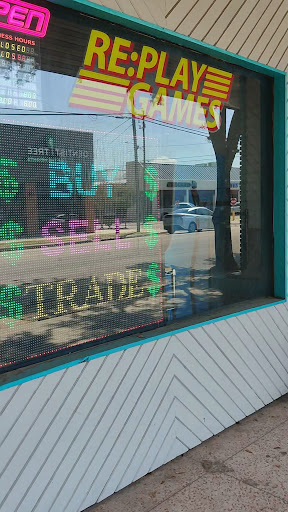 OPEN
RE:PLAY
GAMES
$ BUY $
$ SELL $
$TRADE$